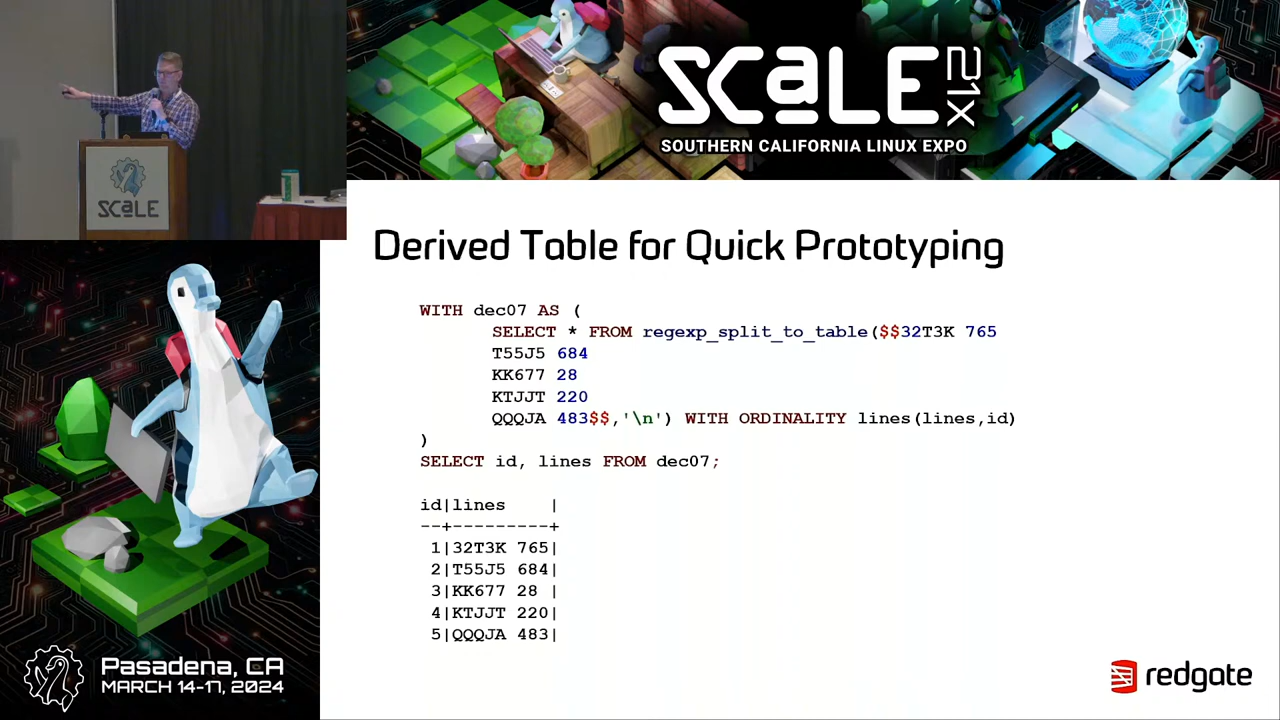 SCaLE
SCaLE 21X
SOUTHERN CALIFORNIA LINUX EXPO
Derived Table for Quick Prototyping
WITH dec07 AS (
SELECT * FROM regexp_split_to_table($$32T3K 765
T55J5 684
KK677 28
KTJJT 220
QQQJA 483$$,'\n') WITH ORDINALITY lines(lines,id)
)
SELECT id, lines FROM dec07;
id|lines    |
--+---------+
1|32T3K 765|
2|T55J5 684|
3|KK677 28 |
4|KTJJT 220|
5|QQQJA 483|
Pasadena, CA
MARCH 14-17, 2024
redgate